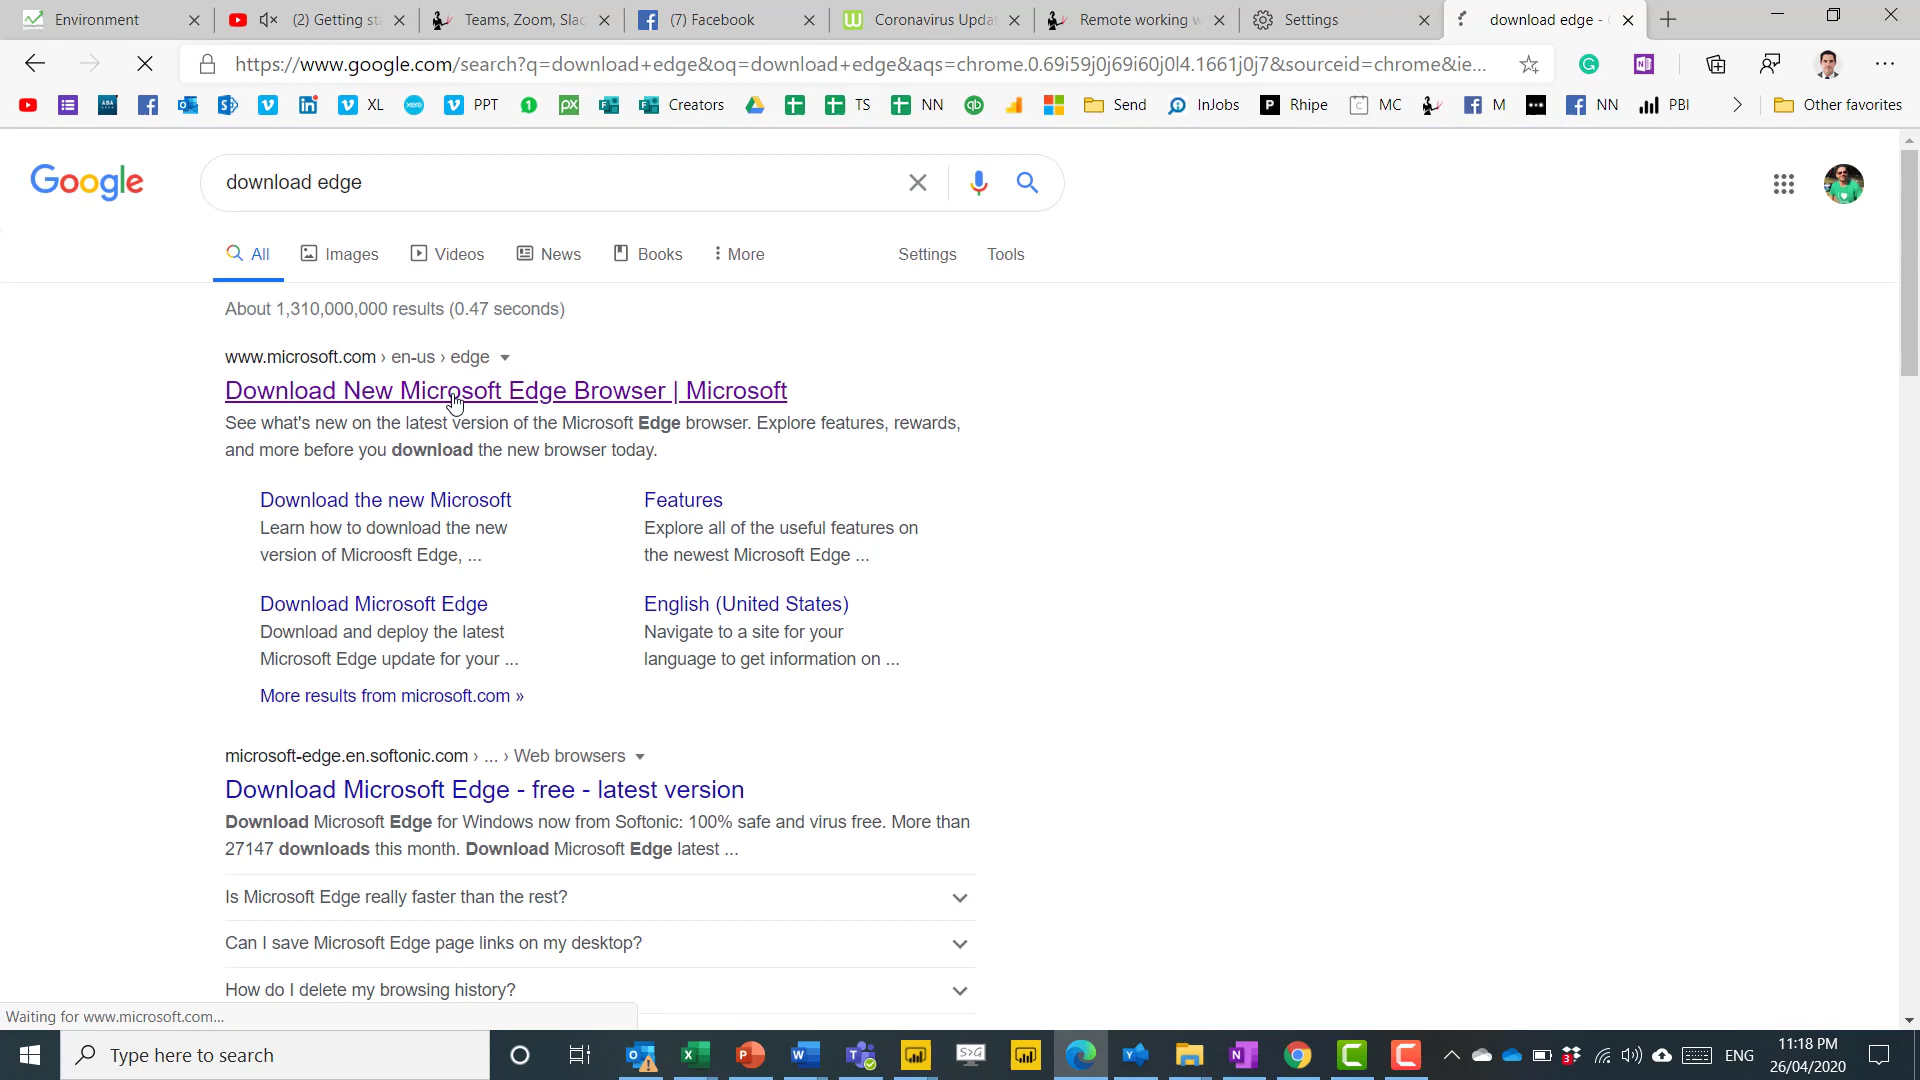 Environment
(2) Getting sta
Teams, Zoom, Slac
(7) Facebook
Coronavirus Upda
Remote working w
Settings
download edge -
https://www.google.com/search?q=download+edge&oq=download+edge&aqs=chrome.0.69i59j0j69i60j0l4.1661j0j7&sourceid=chrome&ie...
XL
PPT
Creators
TS
NN
Send
InJobs
Rhipe
MC
M
NN
PBI
Other favorites
Google
download edge
All
Images
Videos
News
Books
More
Settings
Tools
About 1,310,000,000 results (0.47 seconds)
www.microsoft.com › en-us › edge
Download New Microsoft Edge Browser | Microsoft
See what's new on the latest version of the Microsoft Edge browser. Explore features, rewards,
and more before you download the new browser today.
Download the new Microsoft
Learn how to download the new
version of Microosft Edge, ...
Features
Explore all of the useful features on
the newest Microsoft Edge ...
Download Microsoft Edge
Download and deploy the latest
Microsoft Edge update for your ...
English (United States)
Navigate to a site for your
language to get information on ...
More results from microsoft.com »
microsoft-edge.en.softonic.com › ... › Web browsers
Download Microsoft Edge - free - latest version
Download Microsoft Edge for Windows now from Softonic: 100% safe and virus free. More than
27147 downloads this month. Download Microsoft Edge latest ...
Is Microsoft Edge really faster than the rest?
Can I save Microsoft Edge page links on my desktop?
How do I delete my browsing history?
Waiting for www.microsoft.com...
Type here to search
ENG
11:18 PM
26/04/2020